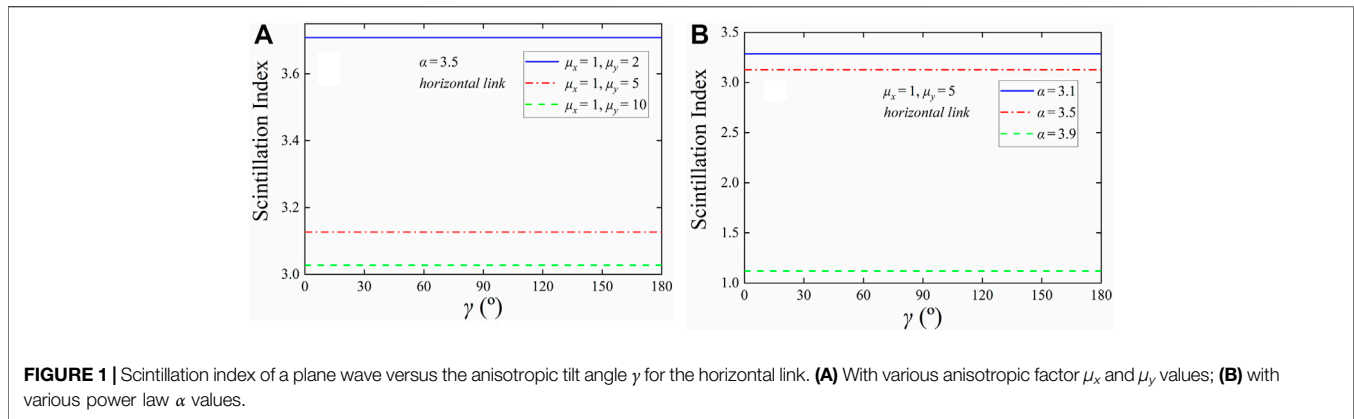 A
Scintillation Index
3.6
3.4
3.2
3.0
α=3.5
horizontal link
μx = 1, μy = 2
μx = 1, μy = 5
μx = 1, μy = 10
0 30 60 90 120 150 180
γ (º)
B
Scintillation Index
3.5
3.0
2.5
2.0
1.5
1.0
μx = 1, μy = 5
horizontal link
α=3.1
α=3.5
α=3.9
0 30 60 90 120 150 180
γ (º)
FIGURE 1 | Scintillation index of a plane wave versus the anisotropic tilt angle γ for the horizontal link. (A) With various anisotropic factor μx and μy values; (B) with
various power law α values.